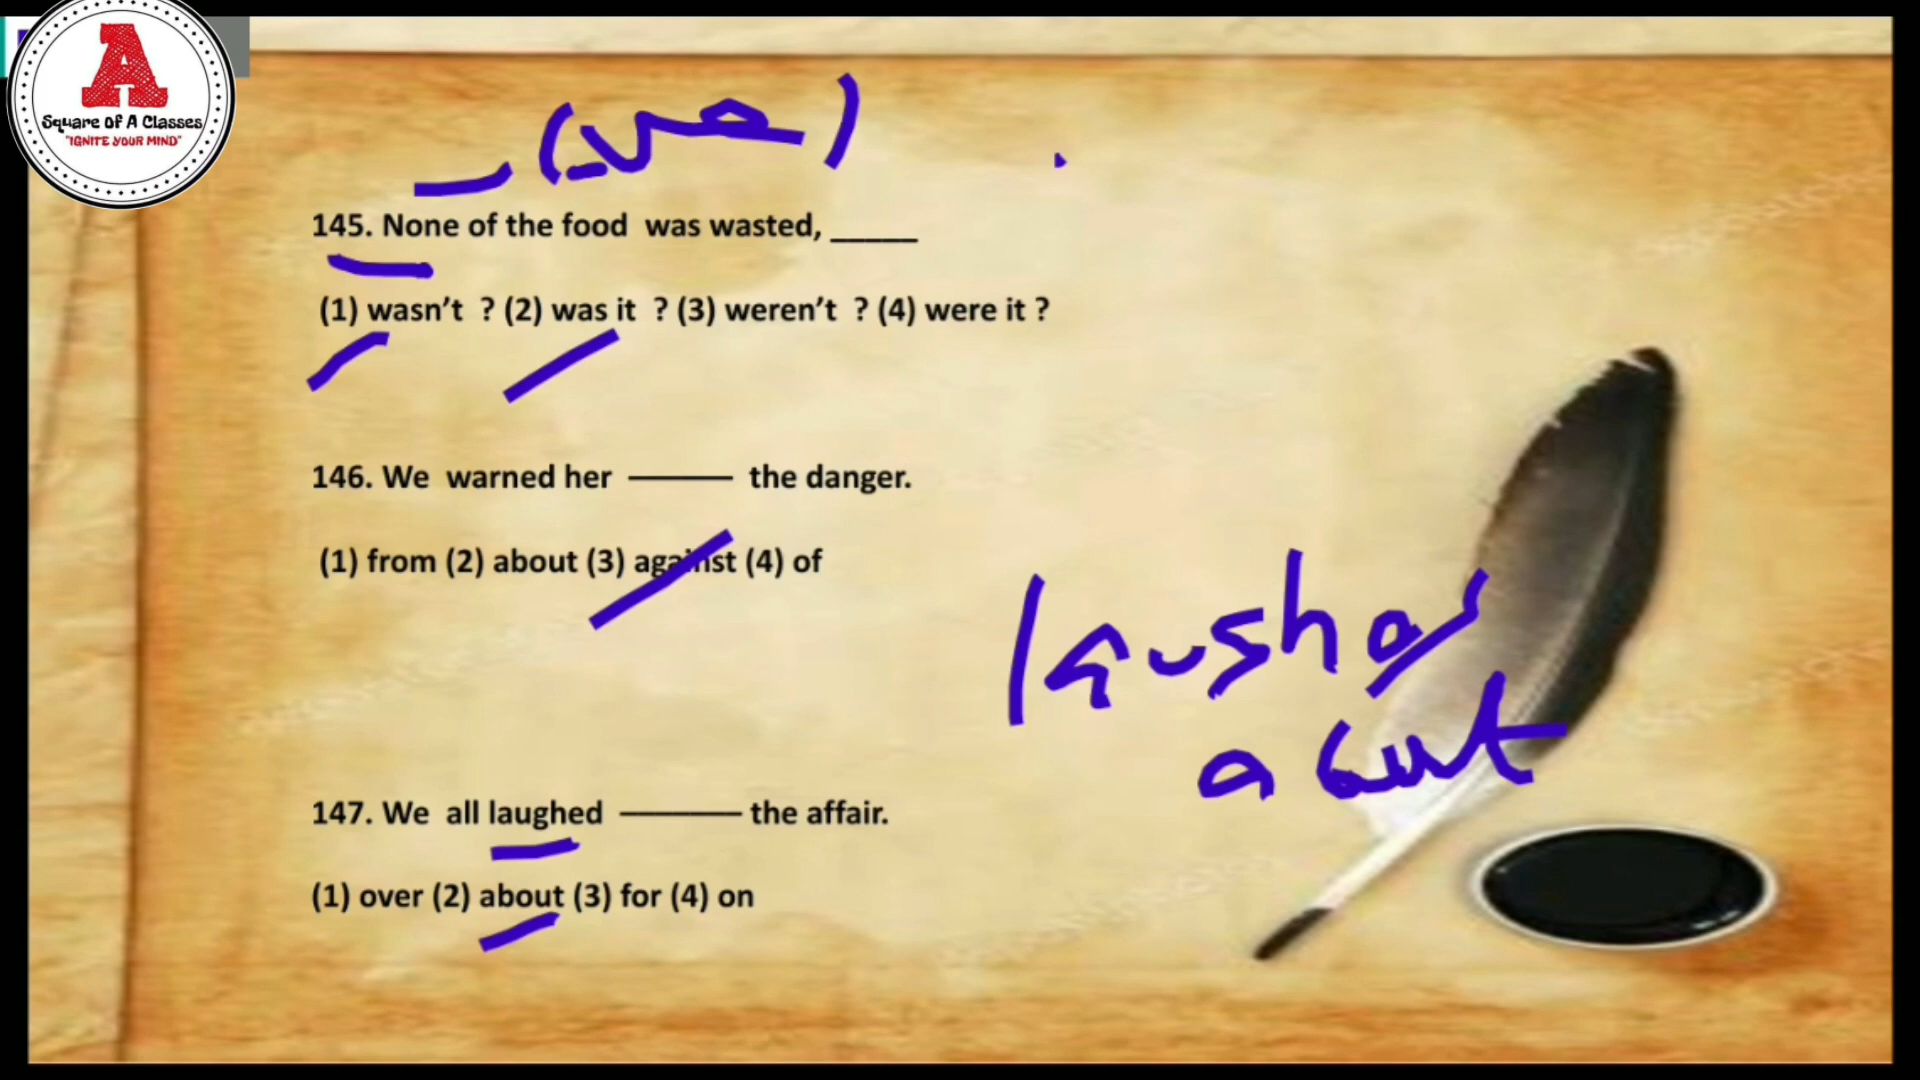 A
Square OF A Classes
"IGNITE YOUR MIND"
(-ve)
145. None of the food was wasted, _____
(1) wasn't ? (2) was it ? (3) weren't ? (4) were it ?
146. We warned her ——— the danger.
(1) from (2) about (3) against (4) of
about
147. We all laughed ——— the affair.
(1) over (2) about (3) for (4) on